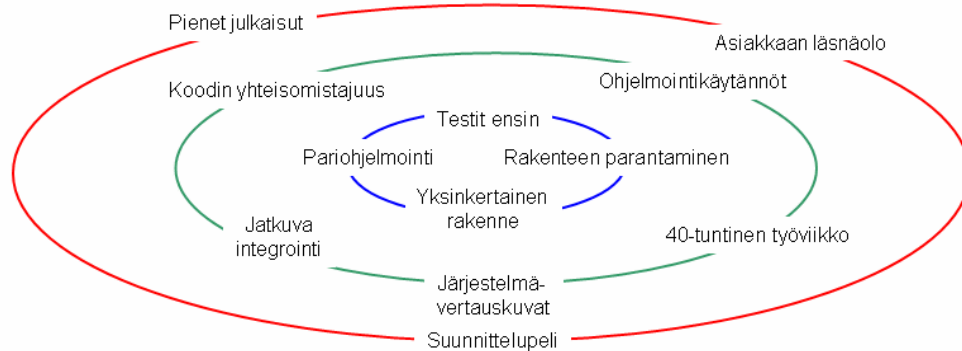 Pienet julkaisut
Asiakkaan läsnäolo
Koodin yhteisomistajuus
Ohjelmointikäytännöt
Testit ensin
Pariohjelmointi
Rakenteen parantaminen
Yksinkertainen
rakenne
Jatkuva
integrointi
40-tuntinen työviikko
Järjestelmä-
vertauskuvat
Suunnittelupeli